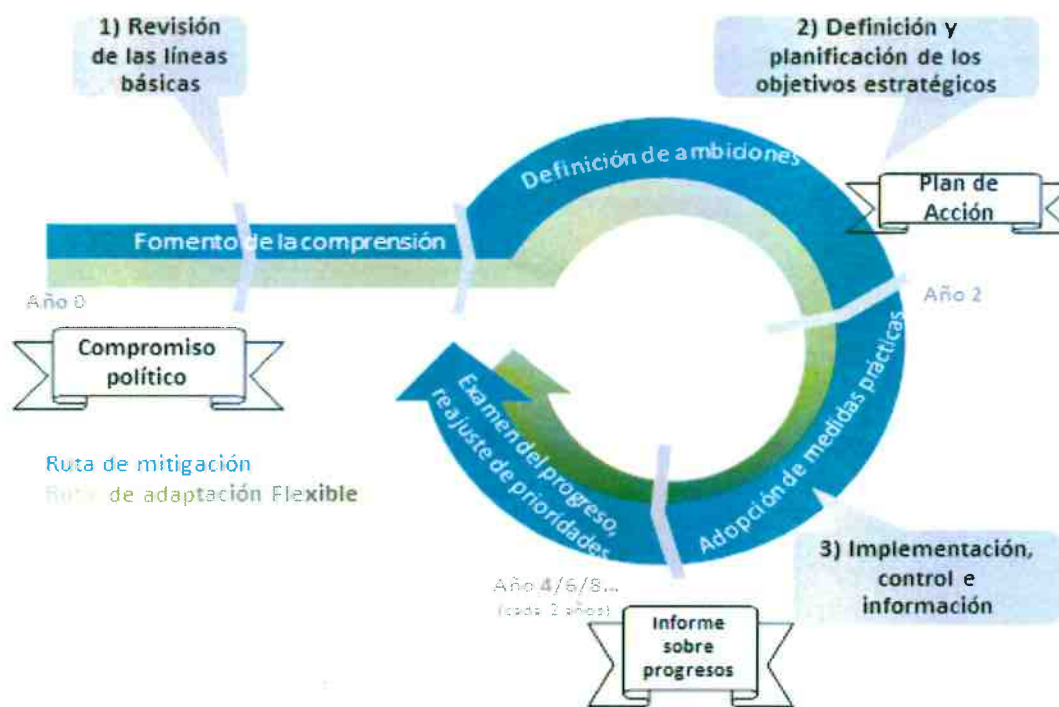 1) Revisión
de las líneas
básicas
2) Definición y
planificación de los
objetivos estratégicos
Definición de ambiciones
Plan de
Acción
Fomento de la comprensión
Año 0
Año 2
Compromiso
político
Adopción de medidas prácticas
Examen del progreso,
reajuste de prioridades
Ruta de mitigación
Ruta de adaptación Flexible
3) Implementación,
control e
información
Año 4/6/8...
(cada 2 años)
Informe
sobre
progresos